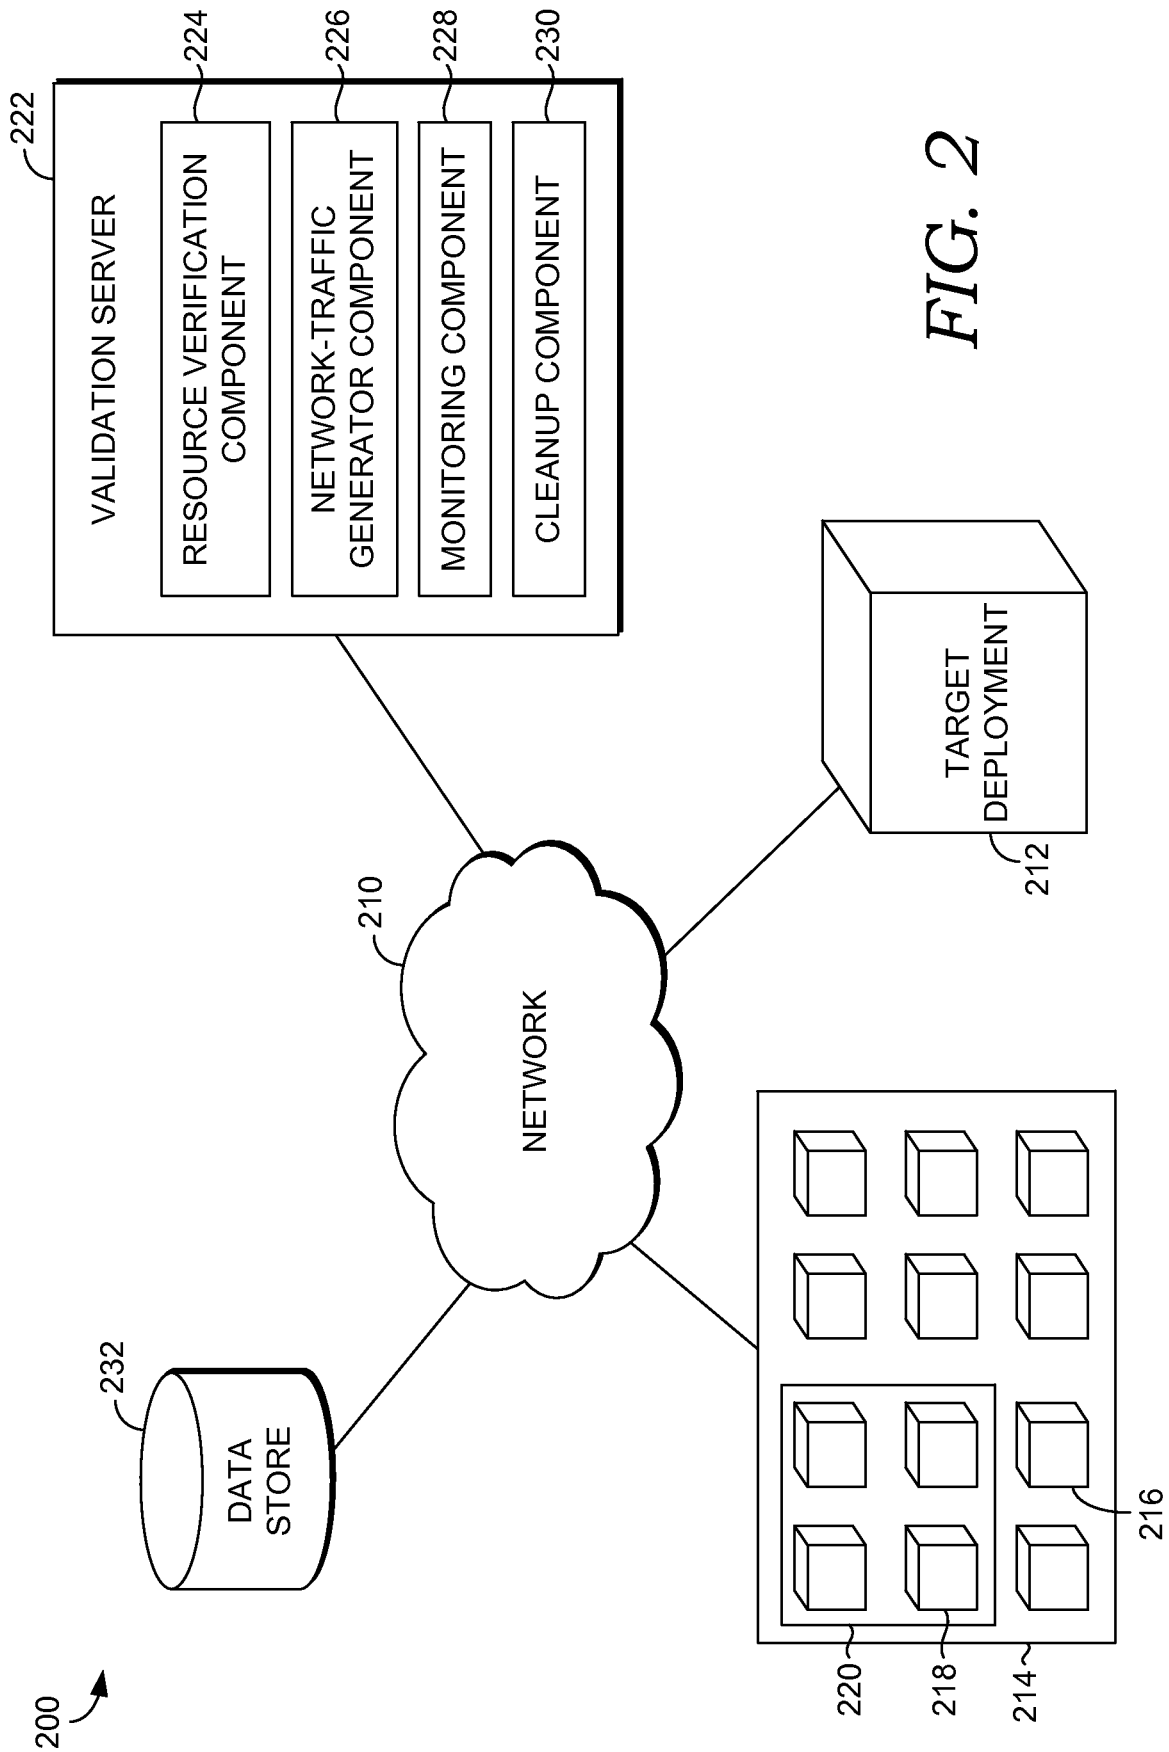 200
232
DATA
STORE
210
NETWORK
222
VALIDATION SERVER
RESOURCE VERIFICATION
COMPONENT
224
NETWORK-TRAFFIC
GENERATOR COMPONENT
226
MONITORING COMPONENT
228
CLEANUP COMPONENT
230
220
218
214
216
TARGET
DEPLOYMENT
212
FIG. 2